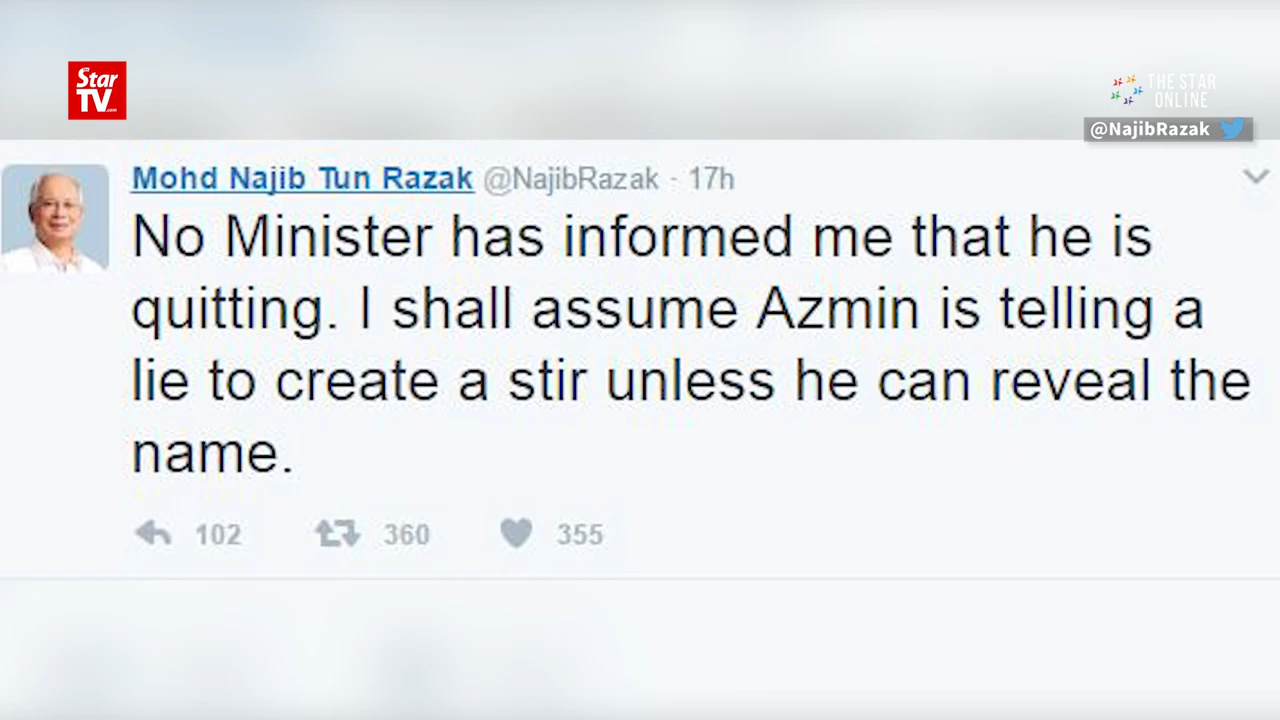 Star
TV.com
THE STAR
ONLINE
@NajibRazak
Mohd Najib Tun Razak @NajibRazak · 17h
No Minister has informed me that he is
quitting. I shall assume Azmin is telling a
lie to create a stir unless he can reveal the
name.
102 360 355